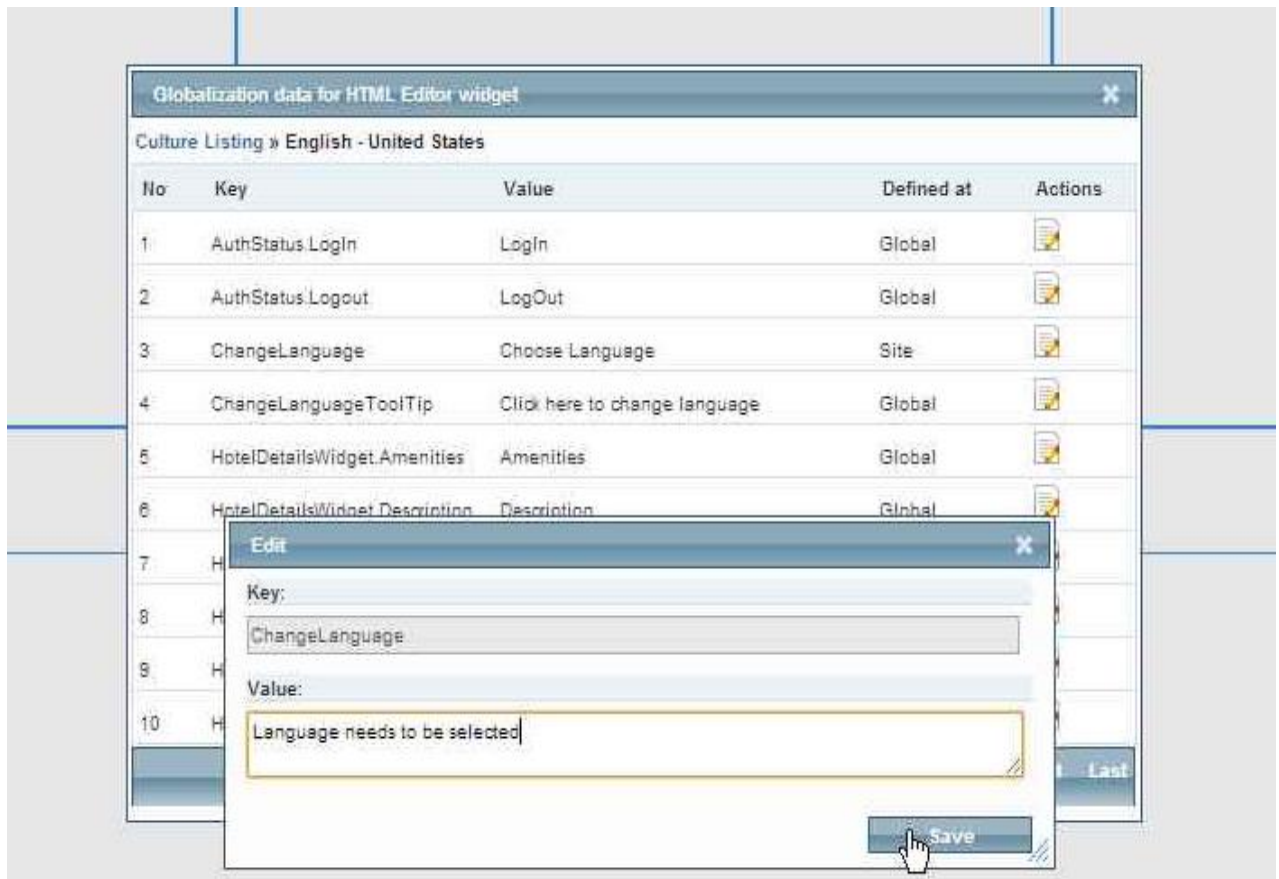 Globalization data for HTML Editor widget
Culture Listing » English - United States
No Key Value Defined at Actions
1 AuthStatus.LogIn LogIn Global
2 AuthStatus.Logout LogOut Global
3 ChangeLanguage Choose Language Site
4 ChangeLanguageToolTip Click here to change language Global
5 HotelDetailsWidget.Amenities Amenities Global
6 HotelDetailsWidget.Description Description Global
7 H
8 H
9 H
10 H
Last
Edit
Key:
ChangeLanguage
Value:
Language needs to be selected
Save